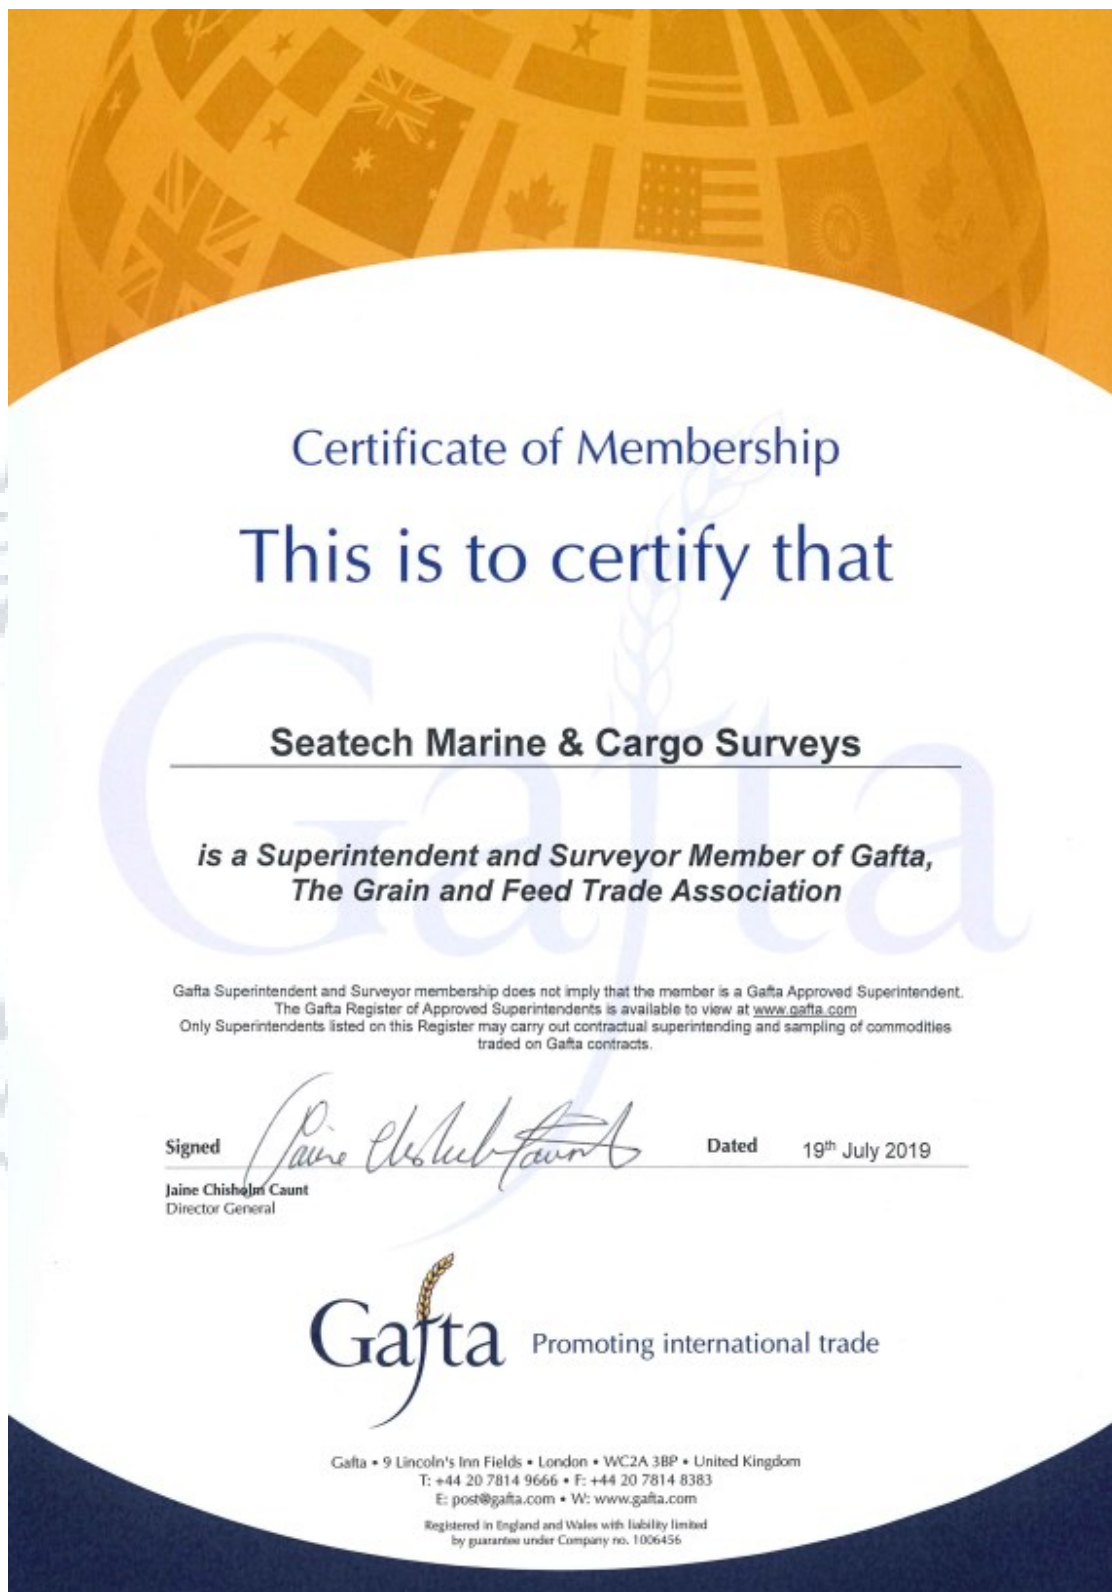 Certificate of Membership
This is to certify that
Seatech Marine & Cargo Surveys
is a Superintendent and Surveyor Member of Gafta,
The Grain and Feed Trade Association
Gafta Superintendent and Surveyor membership does not imply that the member is a Gafta Approved Superintendent.
The Gafta Register of Approved Superintendents is available to view at www.gafta.com
Only Superintendents listed on this Register may carry out contractual superintending and sampling of commodities
traded on Gafta contracts.
Signed Jaine Chisholm Caunt Dated 19th July 2019
Jaine Chisholm Caunt
Director General
Gafta Promoting international trade
Gafta • 9 Lincoln's Inn Fields • London • WC2A 3BP • United Kingdom
T: +44 20 7814 9666 • F: +44 20 7814 8383
E: post@gafta.com • W: www.gafta.com
Registered in England and Wales with liability limited
by guarantee under Company no. 1006456